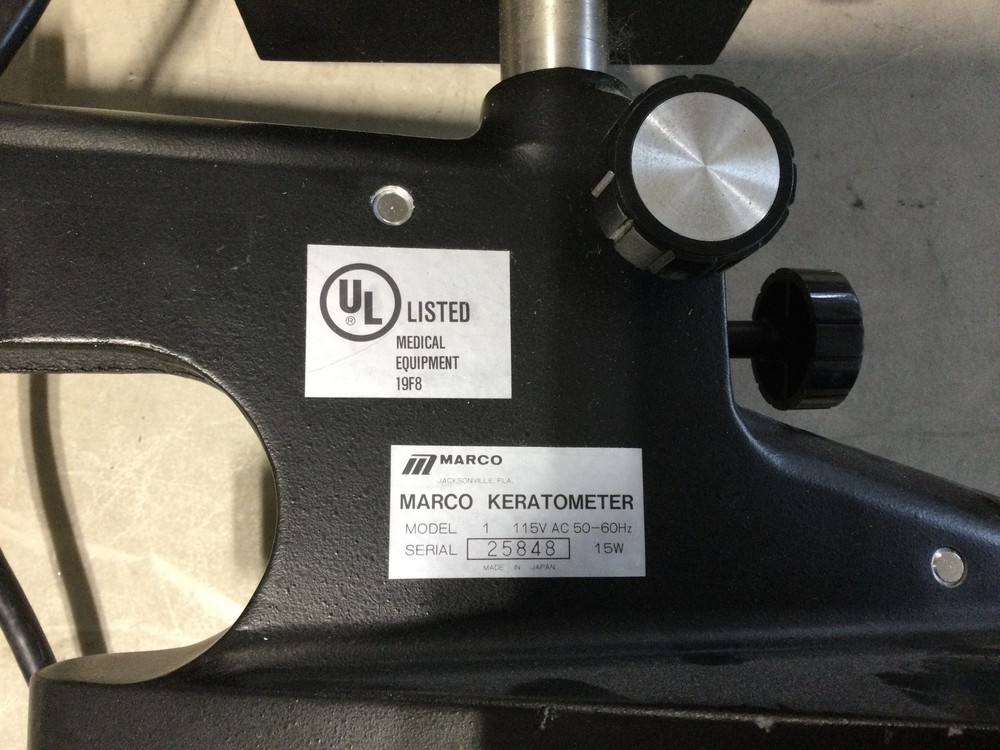 UL
®
LISTED
MEDICAL
EQUIPMENT
19F8
MARCO
JACKSONVILLE, FLA.
MARCO KERATOMETER
MODEL 1 115V AC 50-60Hz
SERIAL 25848 15W
MADE IN JAPAN